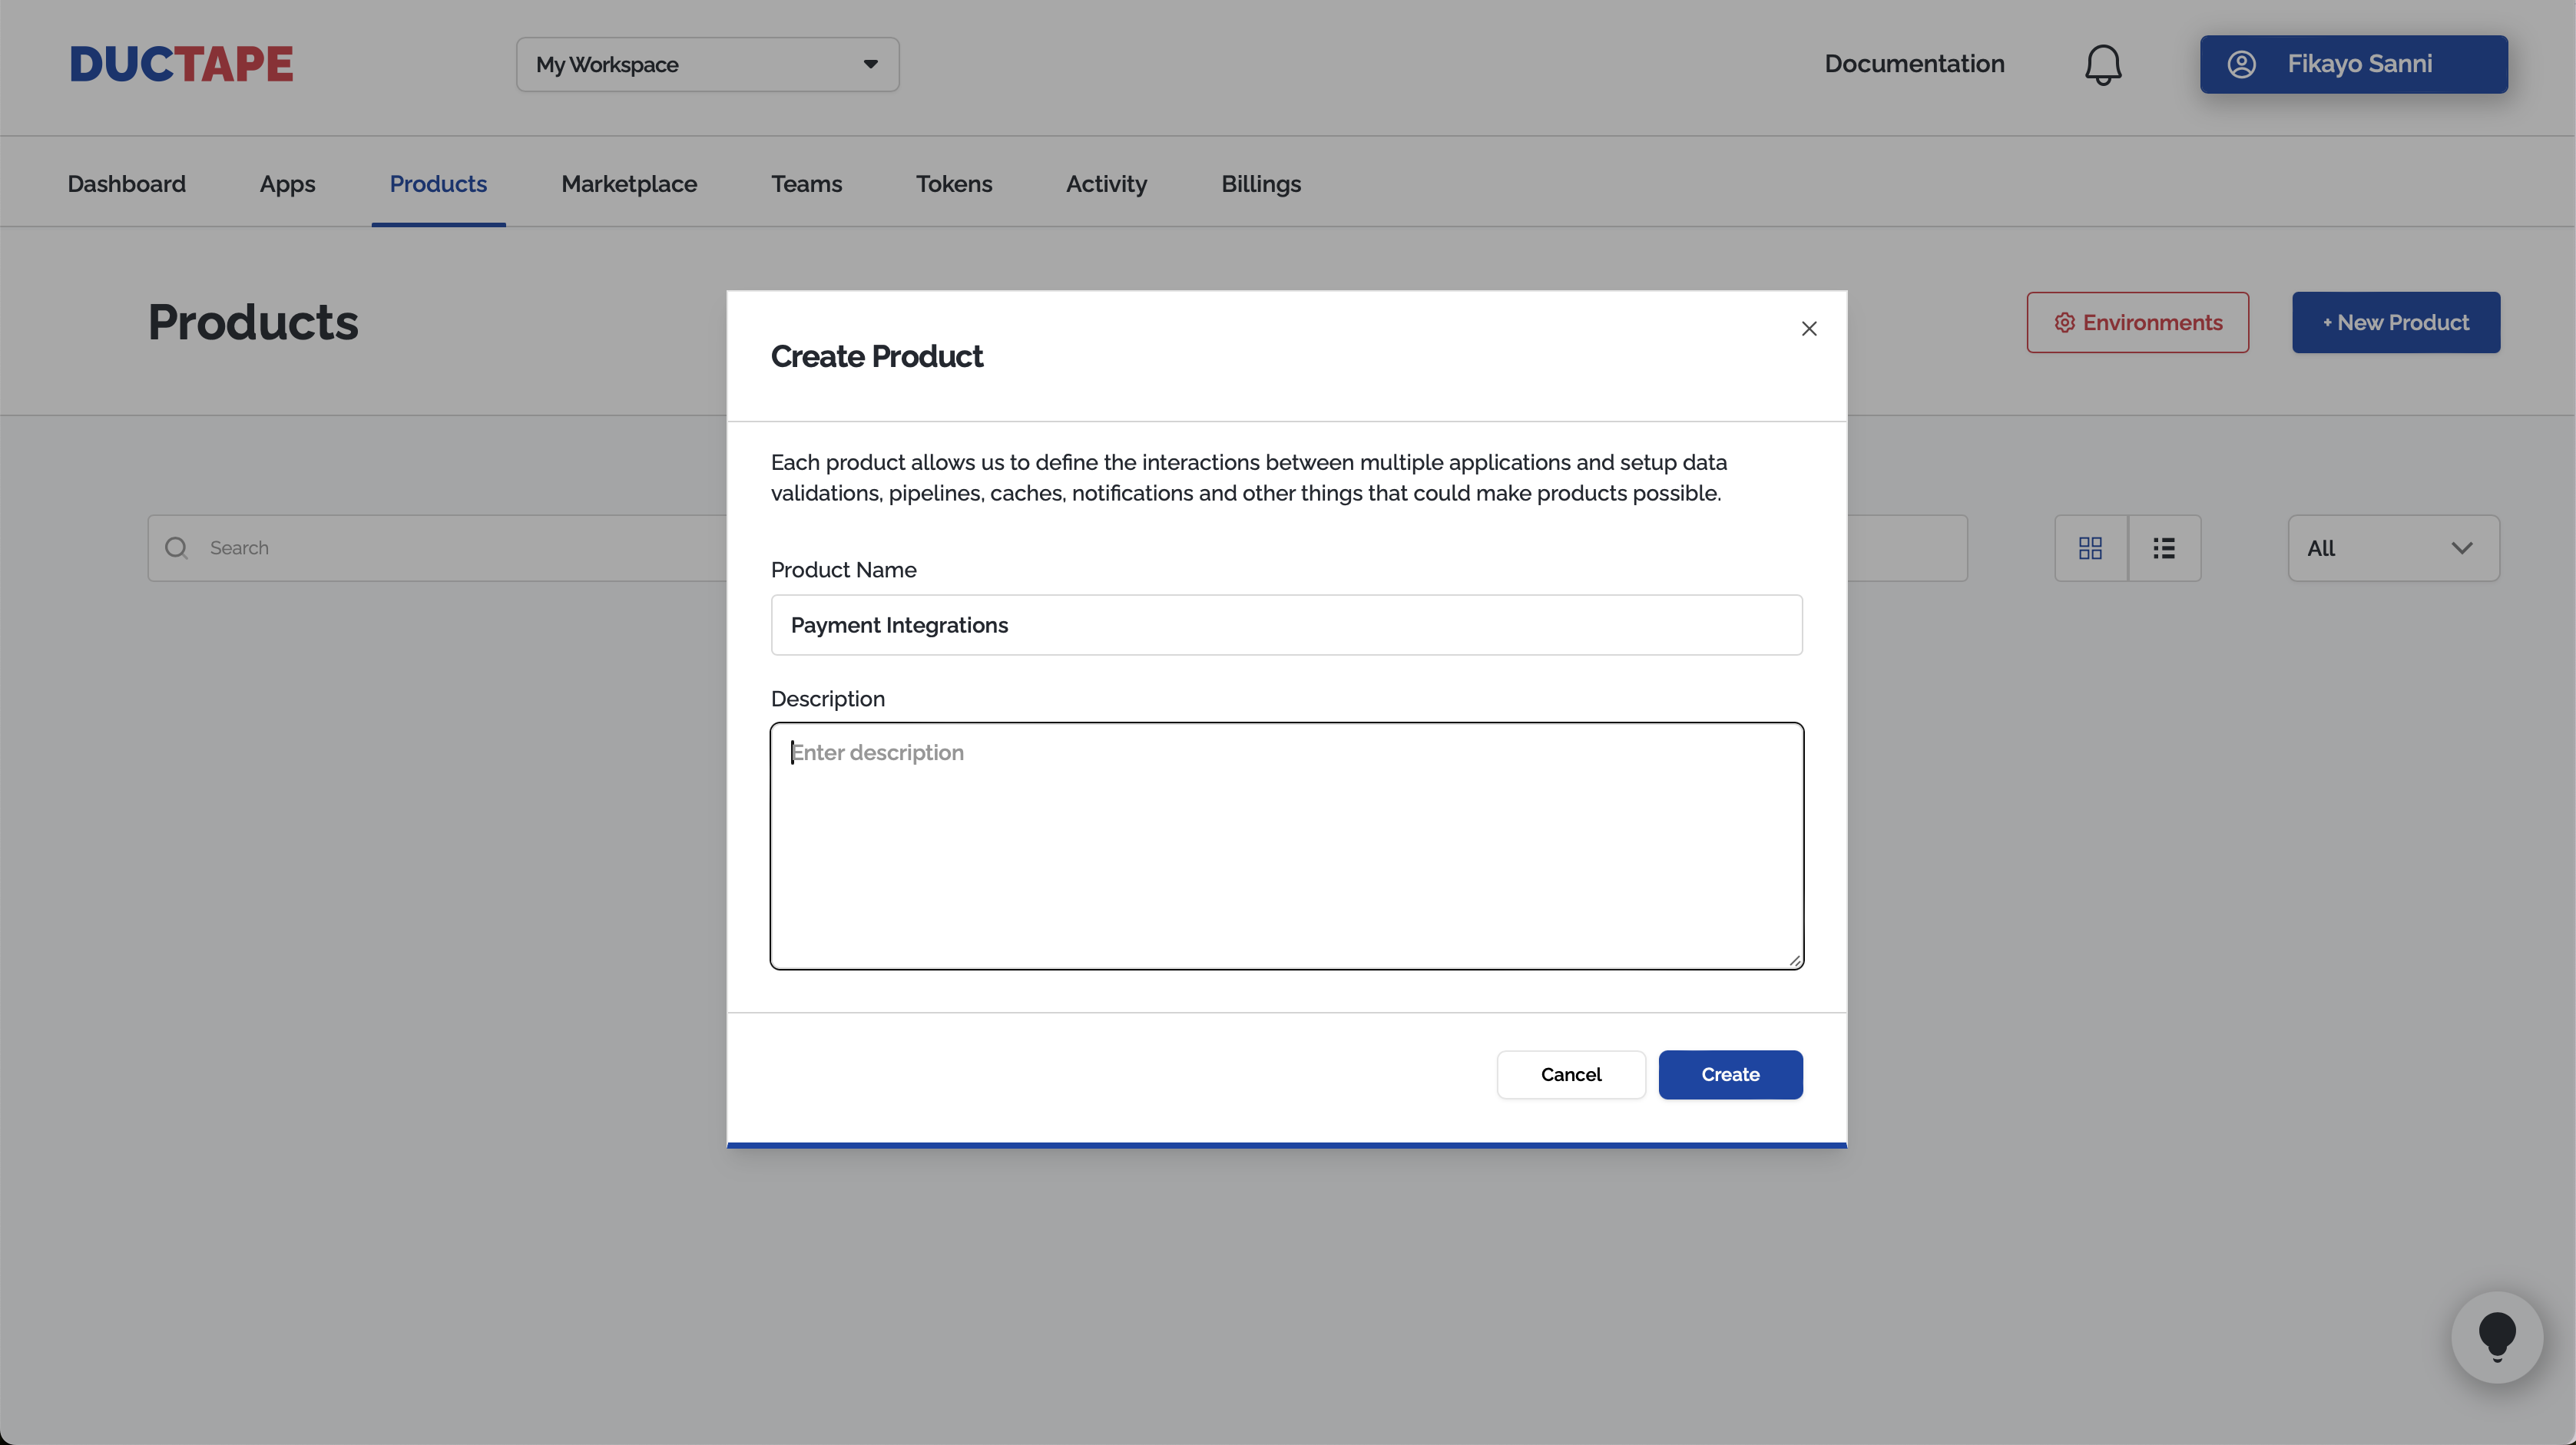 DUCTAPE
My Workspace
Documentation
Fikayo Sanni
Dashboard
Apps
Products
Marketplace
Teams
Tokens
Activity
Billings
Products
Environments
+ New Product
Search
All
Create Product
Each product allows us to define the interactions between multiple applications and setup data
validations, pipelines, caches, notifications and other things that could make products possible.
Product Name
Payment Integrations
Description
Enter description
Cancel
Create